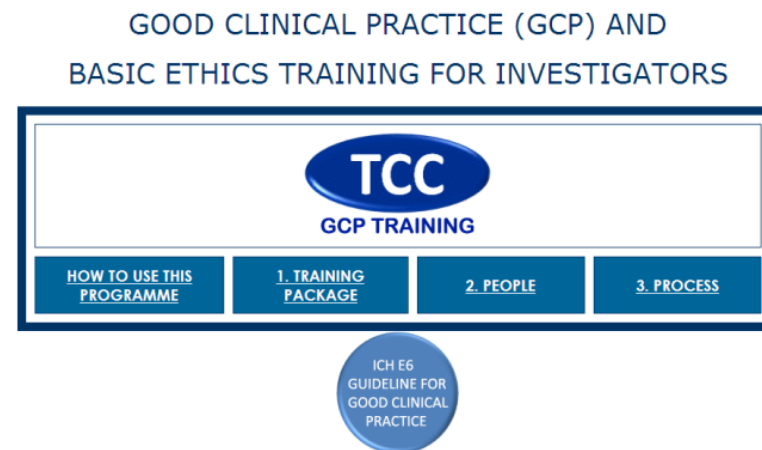 GOOD CLINICAL PRACTICE (GCP) AND
BASIC ETHICS TRAINING FOR INVESTIGATORS
TCC
GCP TRAINING
HOW TO USE THIS
PROGRAMME
1. TRAINING
PACKAGE
2. PEOPLE
3. PROCESS
ICH E6
GUIDELINE FOR
GOOD CLINICAL
PRACTICE